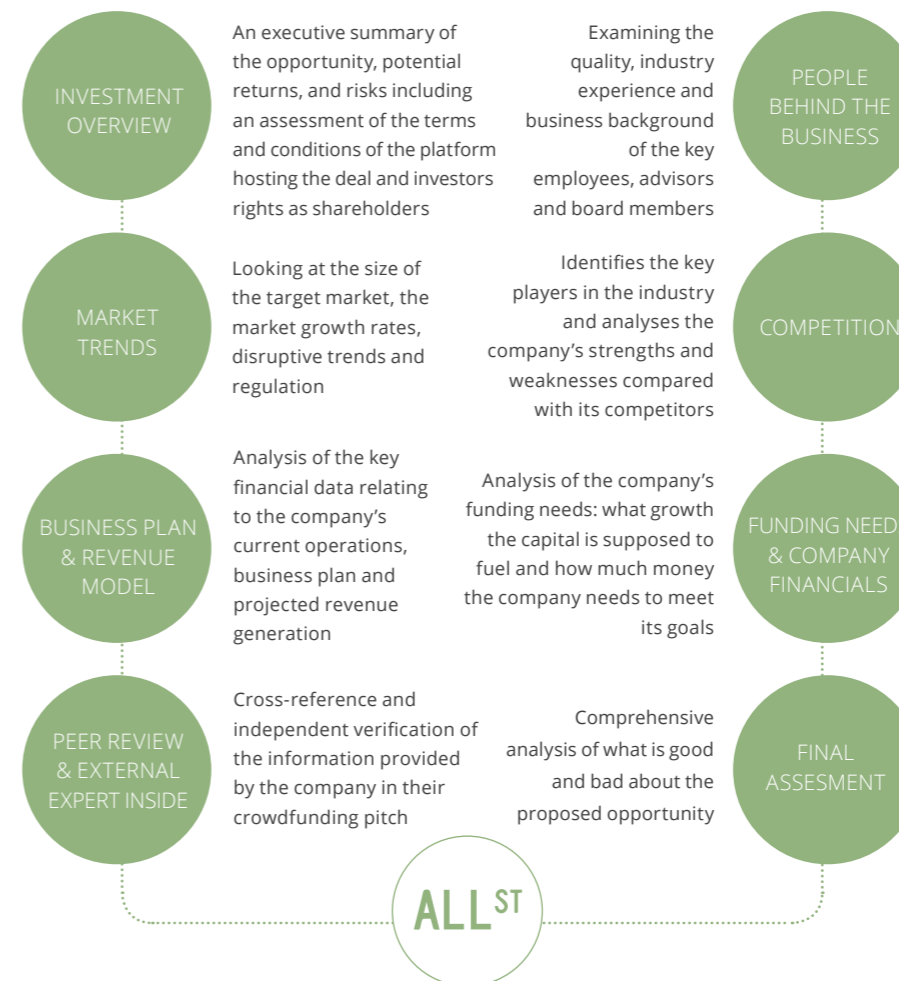 INVESTMENT
OVERVIEW
An executive summary of
the opportunity, potential
returns, and risks including
an assessment of the terms
and conditions of the platform
hosting the deal and investors
rights as shareholders
Examining the
quality, industry
experience and
business background
of the key
employees, advisors
and board members
PEOPLE
BEHIND THE
BUSINESS
MARKET
TRENDS
Looking at the size of
the target market, the
market growth rates,
disruptive trends and
regulation
Identifies the key
players in the industry
and analyses the
company’s strengths and
weaknesses compared
with its competitors
COMPETITION
BUSINESS PLAN
& REVENUE
MODEL
Analysis of the key
financial data relating
to the company’s
current operations,
business plan and
projected revenue
generation
Analysis of the company’s
funding needs: what growth
the capital is supposed to
fuel and how much money
the company needs to meet
its goals
FUNDING NEED
& COMPANY
FINANCIALS
PEER REVIEW
& EXTERNAL
EXPERT INSIDE
Cross-reference and
independent verification of
the information provided
by the company in their
crowdfunding pitch
Comprehensive
analysis of what is good
and bad about the
proposed opportunity
FINAL
ASSESMENT
ALL ST